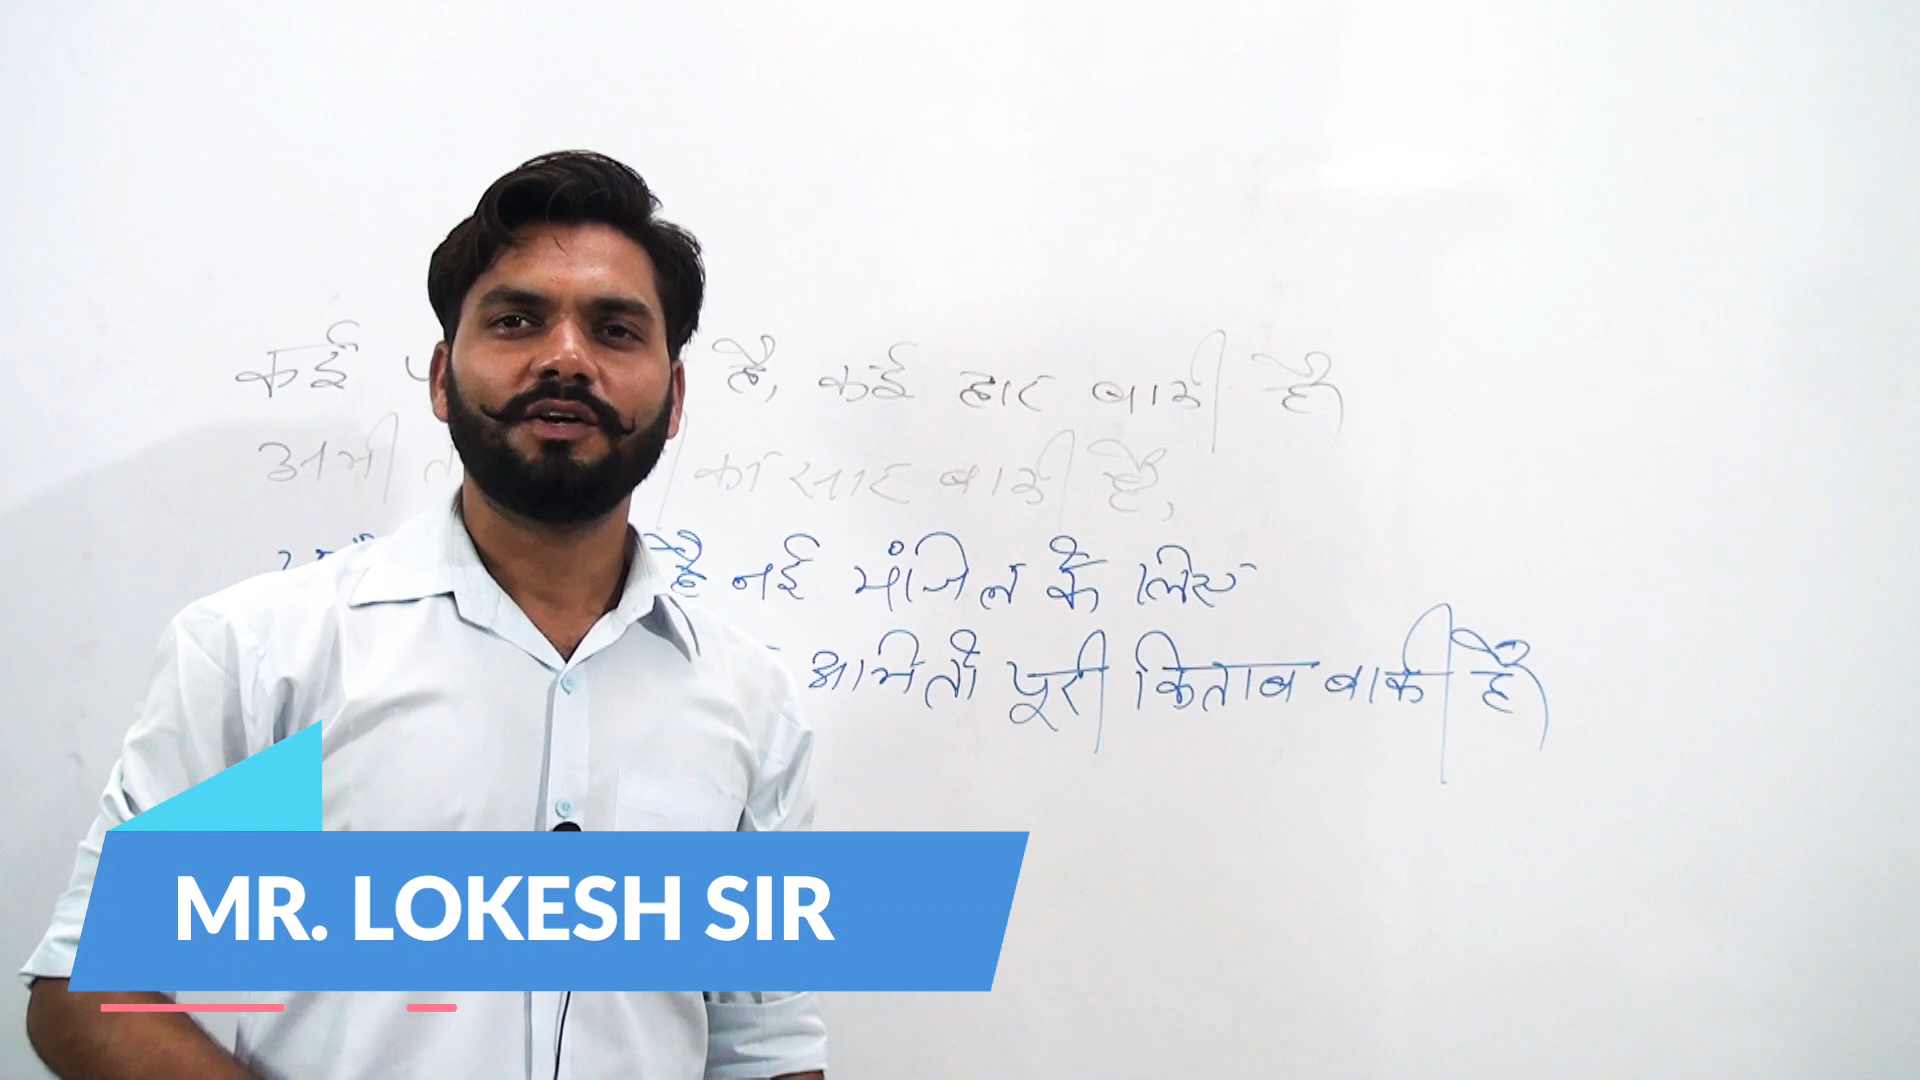 कई है, कई हार बाकी है
अभी का सार बाकी है,
है नई मंजिल के लिए
अभि तो पूरी किताब बाकी है
MR. LOKESH SIR